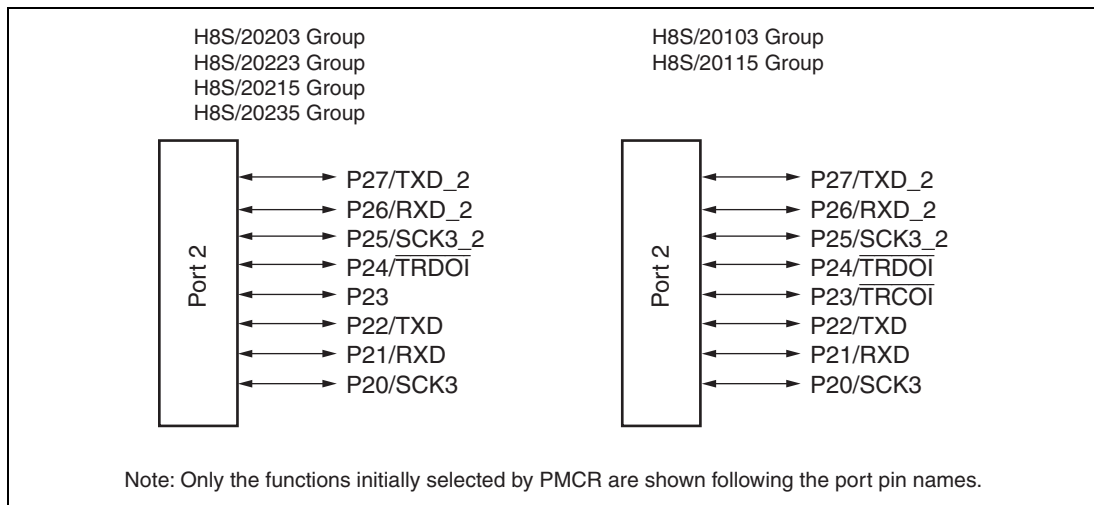 H8S/20203 Group
H8S/20223 Group
H8S/20215 Group
H8S/20235 Group
Port 2
P27/TXD_2
P26/RXD_2
P25/SCK3_2
P24/T̅R̅D̅O̅I̅
P23
P22/TXD
P21/RXD
P20/SCK3
H8S/20103 Group
H8S/20115 Group
Port 2
P27/TXD_2
P26/RXD_2
P25/SCK3_2
P24/T̅R̅D̅O̅I̅
P23/T̅R̅C̅O̅I̅
P22/TXD
P21/RXD
P20/SCK3
Note: Only the functions initially selected by PMCR are shown following the port pin names.